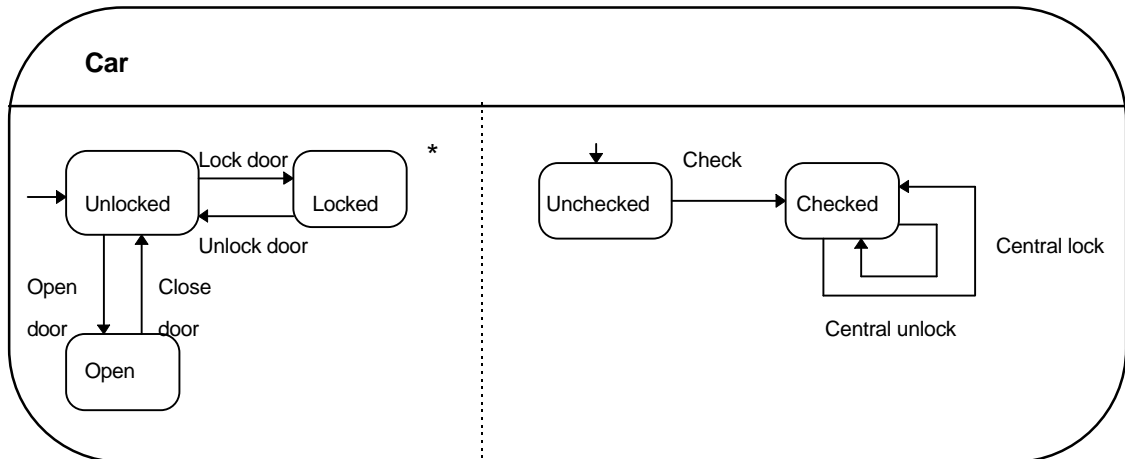 Car
Lock door
*
Unlocked
Locked
Unlock door
Open
door
Close
door
Open
Check
Unchecked
Checked
Central lock
Central unlock